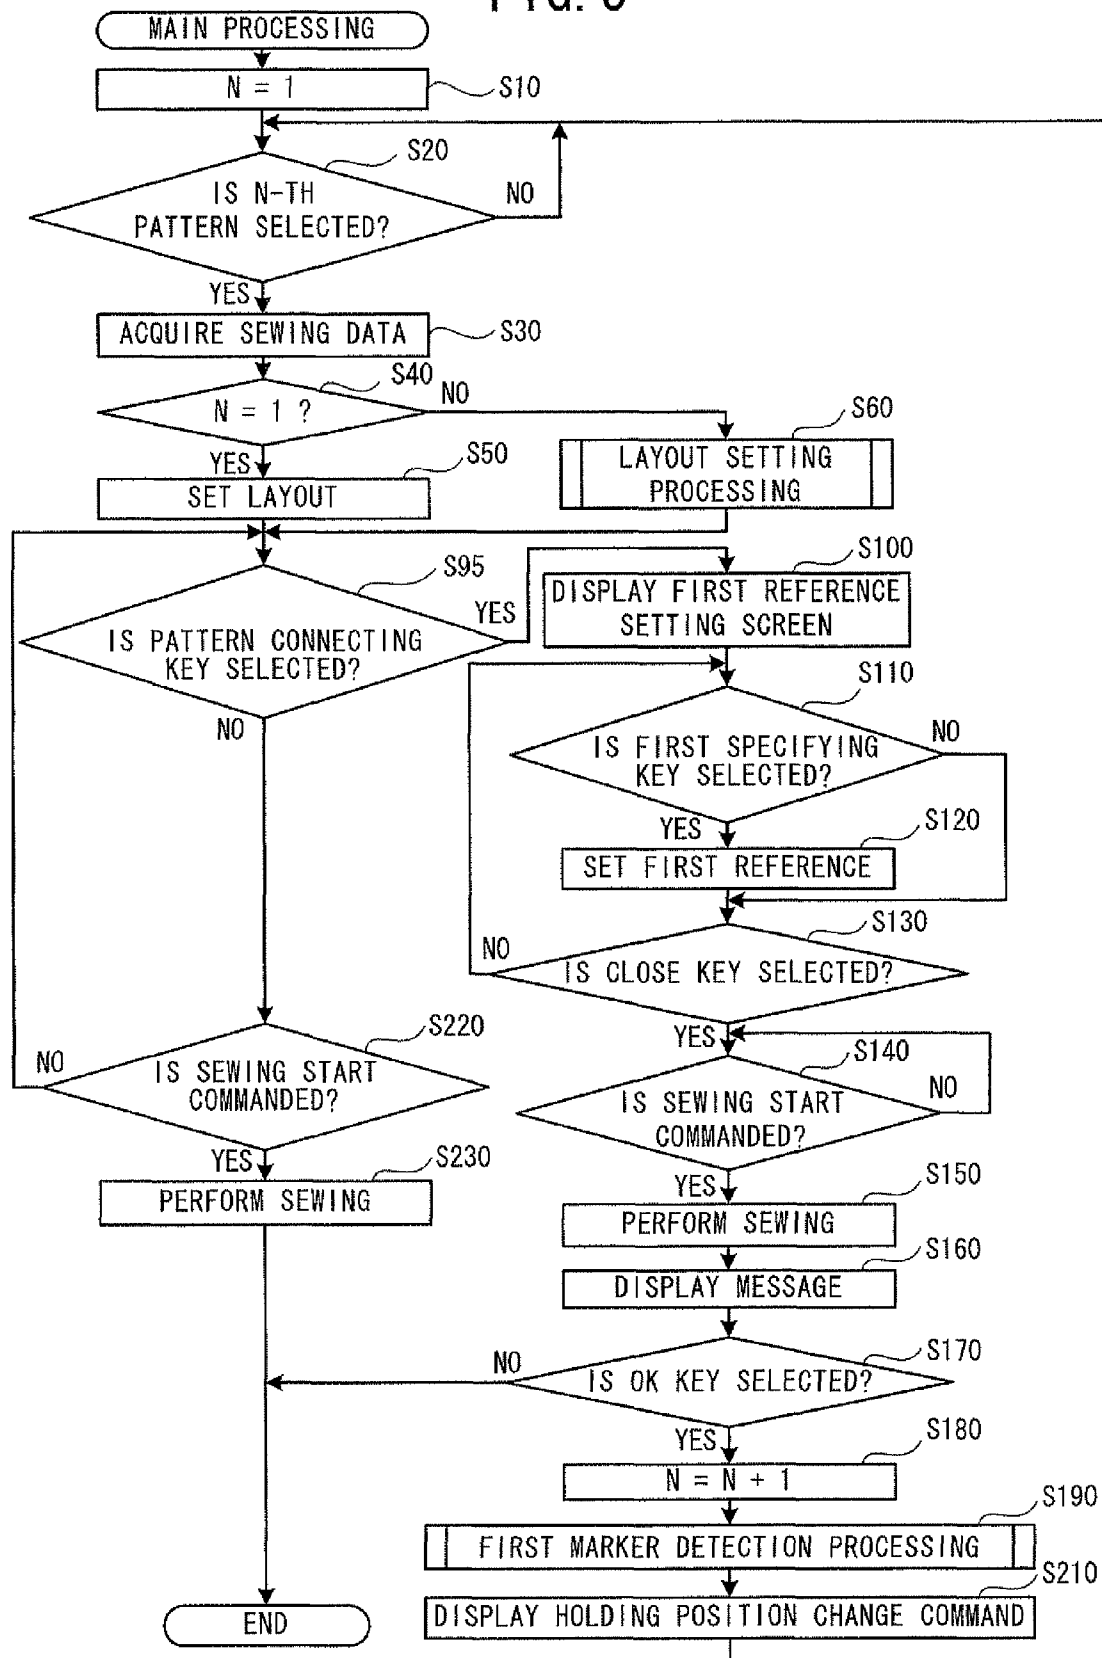 MAIN PROCESSING
N = 1
S10
S20
IS N-TH
PATTERN SELECTED?
NO
YES
ACQUIRE SEWING DATA
S30
S40
N = 1 ?
NO
YES
S50
SET LAYOUT
S60
LAYOUT SETTING
PROCESSING
S95
IS PATTERN CONNECTING
KEY SELECTED?
YES
NO
S100
DISPLAY FIRST REFERENCE
SETTING SCREEN
S110
IS FIRST SPECIFYING
KEY SELECTED?
NO
YES
S120
SET FIRST REFERENCE
S130
NO
IS CLOSE KEY SELECTED?
YES
S140
NO
IS SEWING START
COMMANDED?
YES
S220
NO
IS SEWING START
COMMANDED?
YES
S230
PERFORM SEWING
S150
PERFORM SEWING
S160
DISPLAY MESSAGE
S170
NO
IS OK KEY SELECTED?
YES
S180
N = N + 1
S190
FIRST MARKER DETECTION PROCESSING
S210
DISPLAY HOLDING POSITION CHANGE COMMAND
END